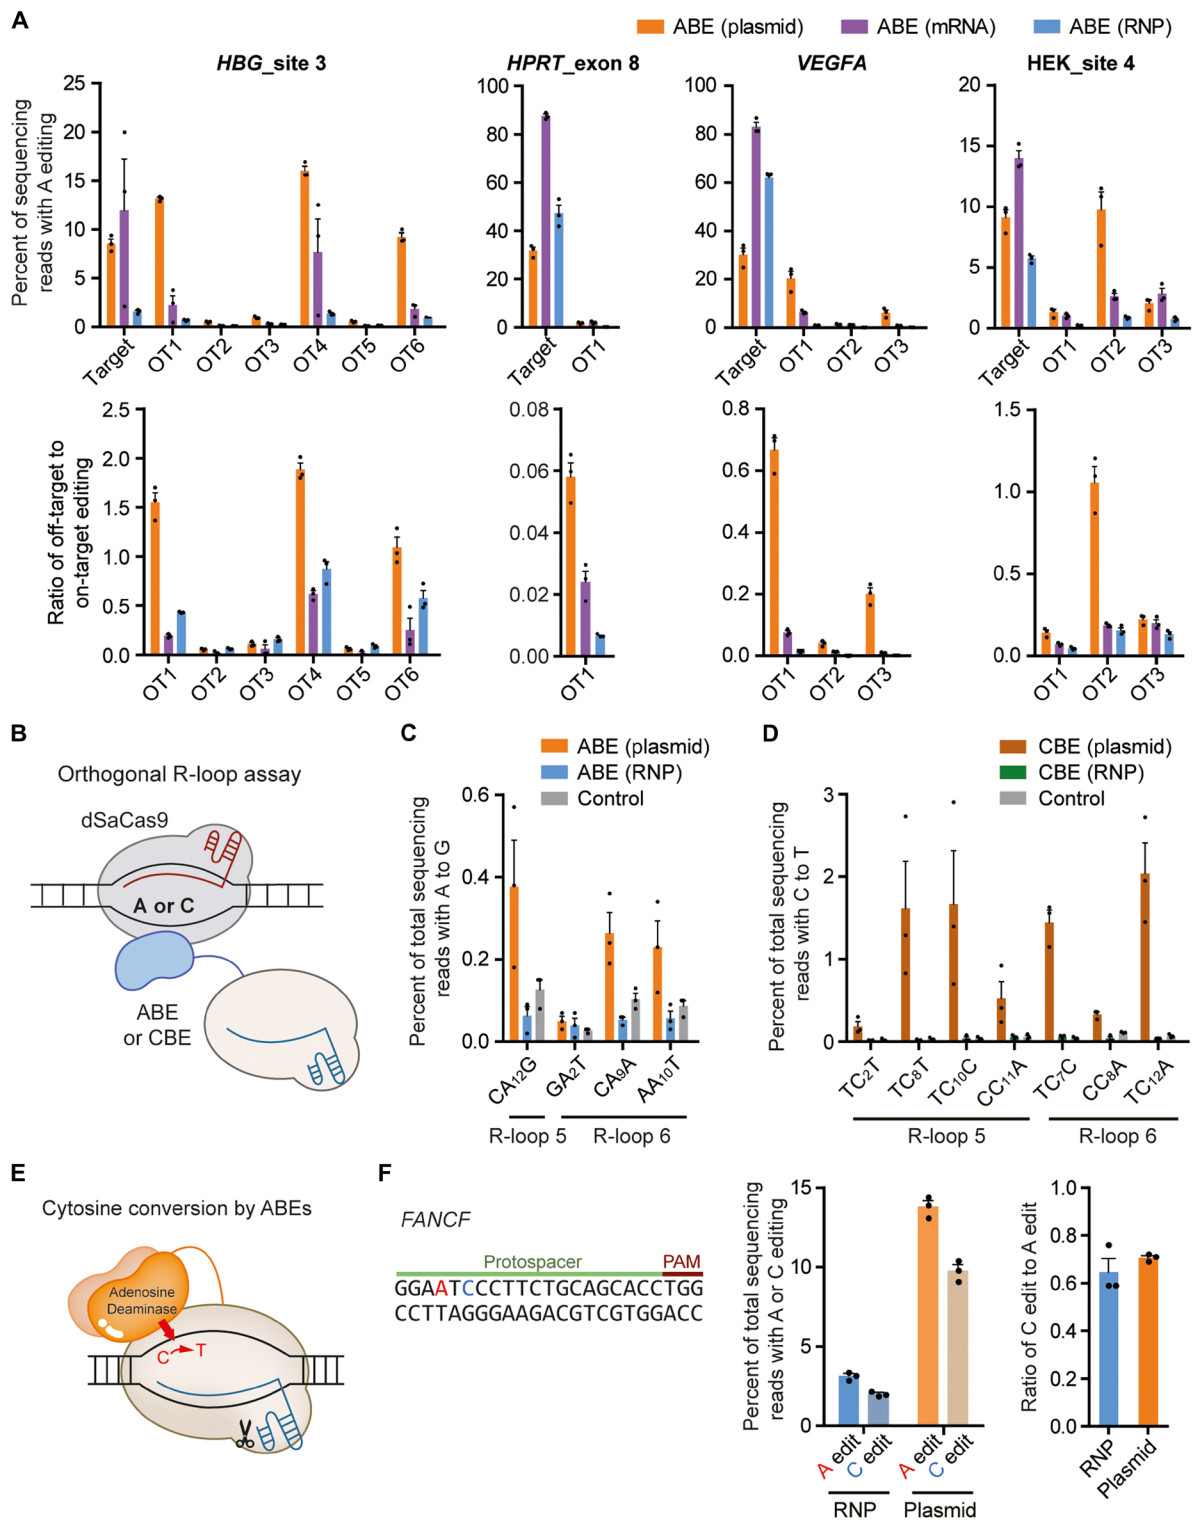 A
ABE (plasmid) ABE (mRNA) ABE (RNP)
HBG_site 3
HPRT_exon 8
VEGFA
HEK_site 4
Percent of sequencing
reads with A editing
25
20
15
10
5
0
Target OT1 OT2 OT3 OT4 OT5 OT6
100
80
60
40
20
0
Target OT1
100
80
60
40
20
0
Target OT1 OT2 OT3
20
15
10
5
0
Target OT1 OT2 OT3
Ratio of off-target to
on-target editing
2.5
2.0
1.5
1.0
0.5
0.0
OT1 OT2 OT3 OT4 OT5 OT6
0.08
0.06
0.04
0.02
0.00
OT1
0.8
0.6
0.4
0.2
0.0
OT1 OT2 OT3
1.5
1.0
0.5
0.0
OT1 OT2 OT3
B
Orthogonal R-loop assay
dSaCas9
A or C
ABE
or CBE
C
ABE (plasmid)
ABE (RNP)
Control
Percent of total sequencing
reads with A to G
0.6
0.4
0.2
0.0
CA12G GA2T CA9A AA10T
R-loop 5 R-loop 6
D
CBE (plasmid)
CBE (RNP)
Control
Percent of total sequencing
reads with C to T
3
2
1
0
TC2T TC8T TC10C CC11A TC7C CC8A TC12A
R-loop 5 R-loop 6
E
Cytosine conversion by ABEs
Adenosine
Deaminase
C T
F
FANCF
Protospacer PAM
GGAATCCCTTCTGCAGCACCTGG
CCTTAGGGAAGACGTCGTGGACC
Percent of total sequencing
reads with A or C editing
15
10
5
0
A edit C edit A edit C edit
RNP Plasmid
Ratio of C edit to A edit
1.0
0.8
0.6
0.4
0.2
0.0
RNP Plasmid